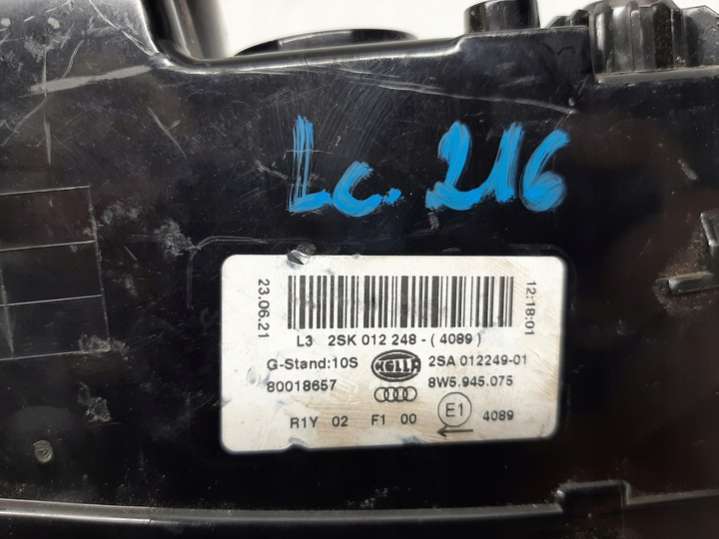 Lc. 216
23.06.21
12:18:01
L3 2SK 012 248 - ( 4089 )
G-Stand:10S HELLA 2SA 012249-01
80018657 8W5.945.075
R1Y 02 F1 00 E1 4089